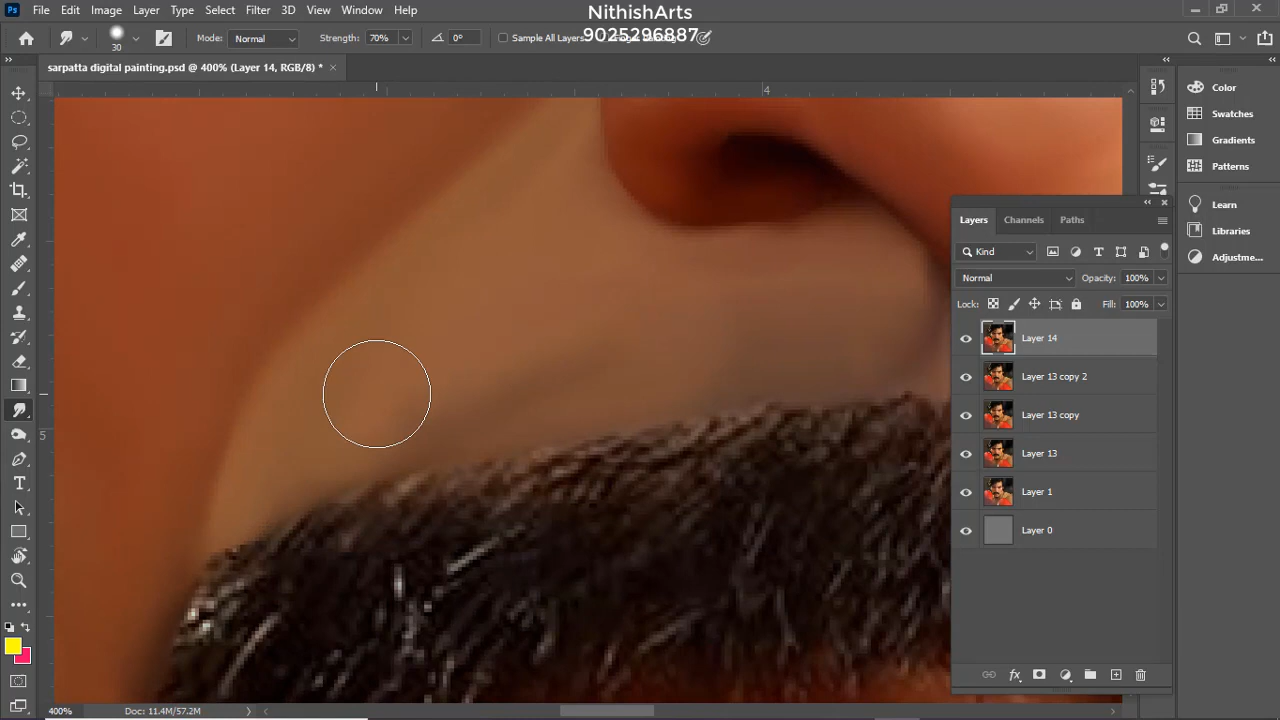 NithishArts
9025296887
File Edit Image Layer Type Select Filter 3D View Window Help
30 Mode: Normal Strength: 70% 0° Sample All Layers
sarpatta digital painting.psd @ 400% (Layer 14, RGB/8) *
4
5
Color
Swatches
Gradients
Patterns
Learn
Libraries
Adjustme...
Layers Channels Paths
Kind
Normal Opacity: 100%
Lock: Fill: 100%
Layer 14
Layer 13 copy 2
Layer 13 copy
Layer 13
Layer 1
Layer 0
fx
400% Doc: 11.4M/57.2M